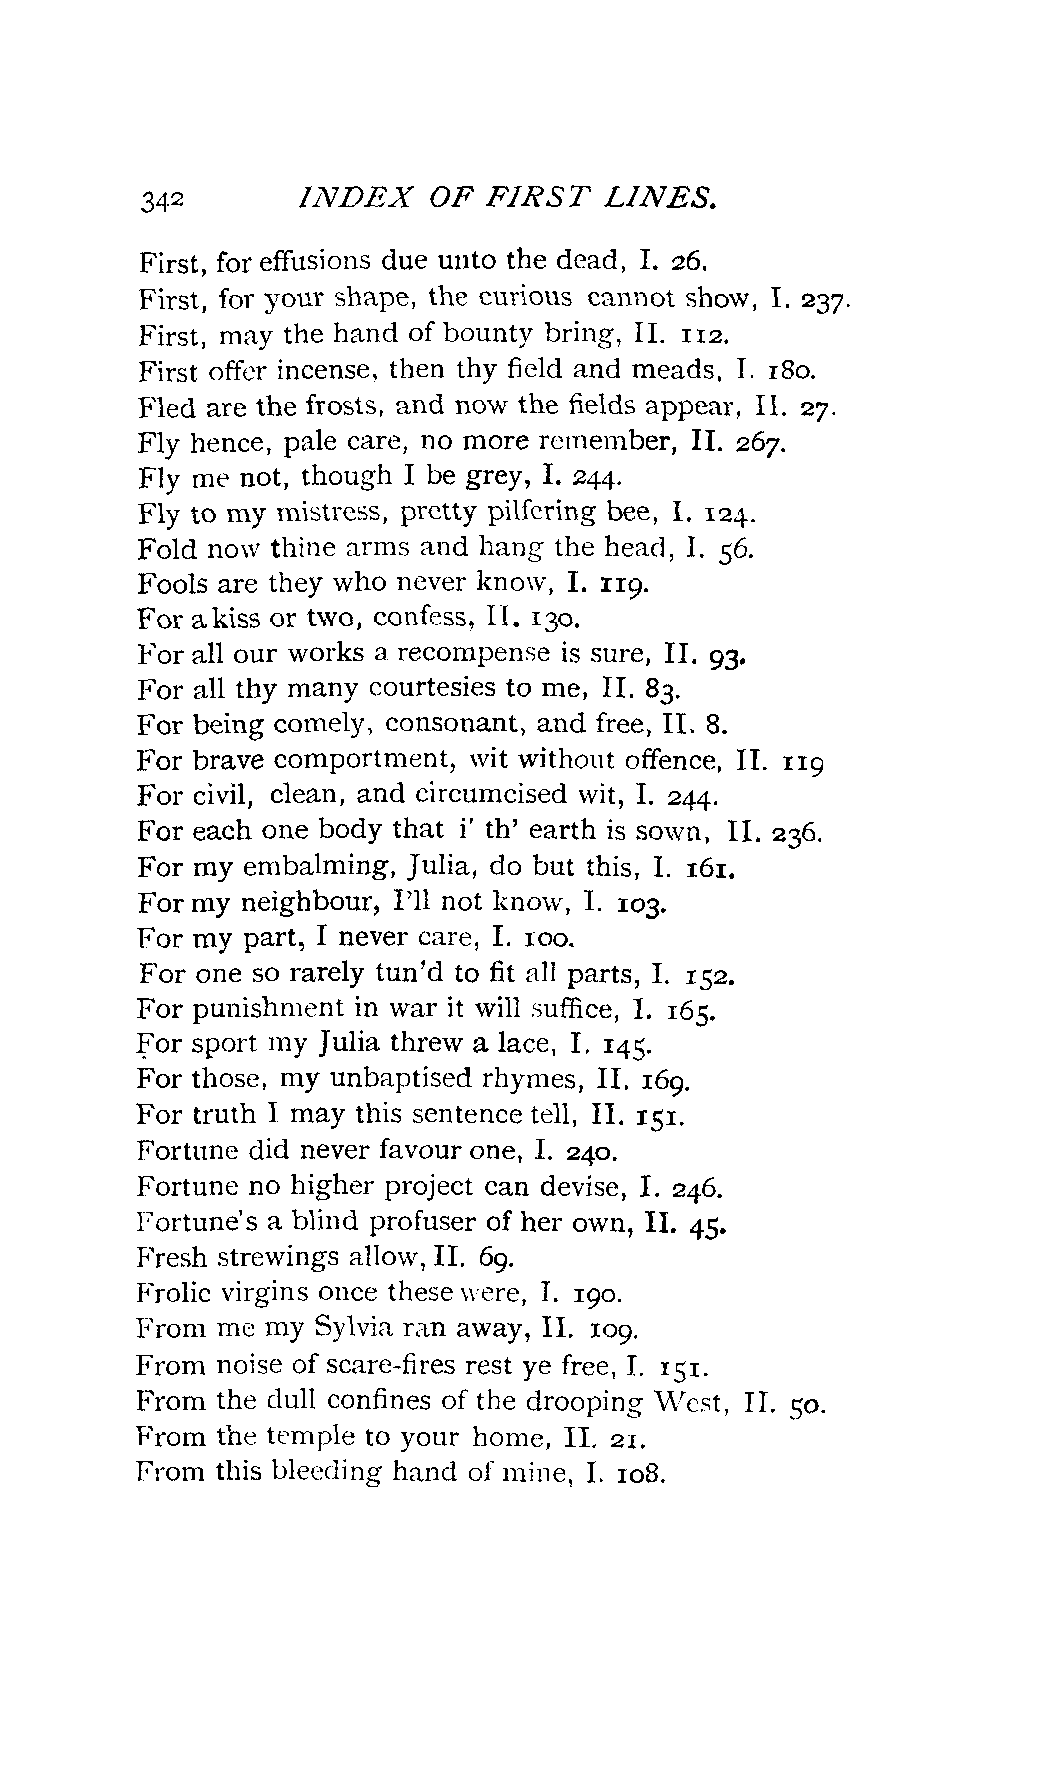 342 INDEX OF FIRST LINES.
First, for effusions due unto the dead, I. 26.
First, for your shape, the curious cannot show, I. 237.
First, may the hand of bounty bring, II. 112.
First offer incense, then thy field and meads, I. 180.
Fled are the frosts, and now the fields appear, II. 27.
Fly hence, pale care, no more remember, II. 267.
Fly me not, though I be grey, I. 244.
Fly to my mistress, pretty pilfering bee, I. 124.
Fold now thine arms and hang the head, I. 56.
Fools are they who never know, I. 119.
For a kiss or two, confess, II. 130.
For all our works a recompense is sure, II. 93.
For all thy many courtesies to me, II. 83.
For being comely, consonant, and free, II. 8.
For brave comportment, wit without offence, II. 119
For civil, clean, and circumcised wit, I. 244.
For each one body that i' th' earth is sown, II. 236.
For my embalming, Julia, do but this, I. 161.
For my neighbour, I'll not know, I. 103.
For my part, I never care, I. 100.
For one so rarely tun'd to fit all parts, I. 152.
For punishment in war it will suffice, I. 165.
For sport my Julia threw a lace, I. 145.
For those, my unbaptised rhymes, II. 169.
For truth I may this sentence tell, II. 151.
Fortune did never favour one, I. 240.
Fortune no higher project can devise, I. 246.
Fortune's a blind profuser of her own, II. 45.
Fresh strewings allow, II. 69.
Frolic virgins once these were, I. 190.
From me my Sylvia ran away, II. 109.
From noise of scare-fires rest ye free, I. 151.
From the dull confines of the drooping West, II. 50.
From the temple to your home, II. 21.
From this bleeding hand of mine, I. 108.